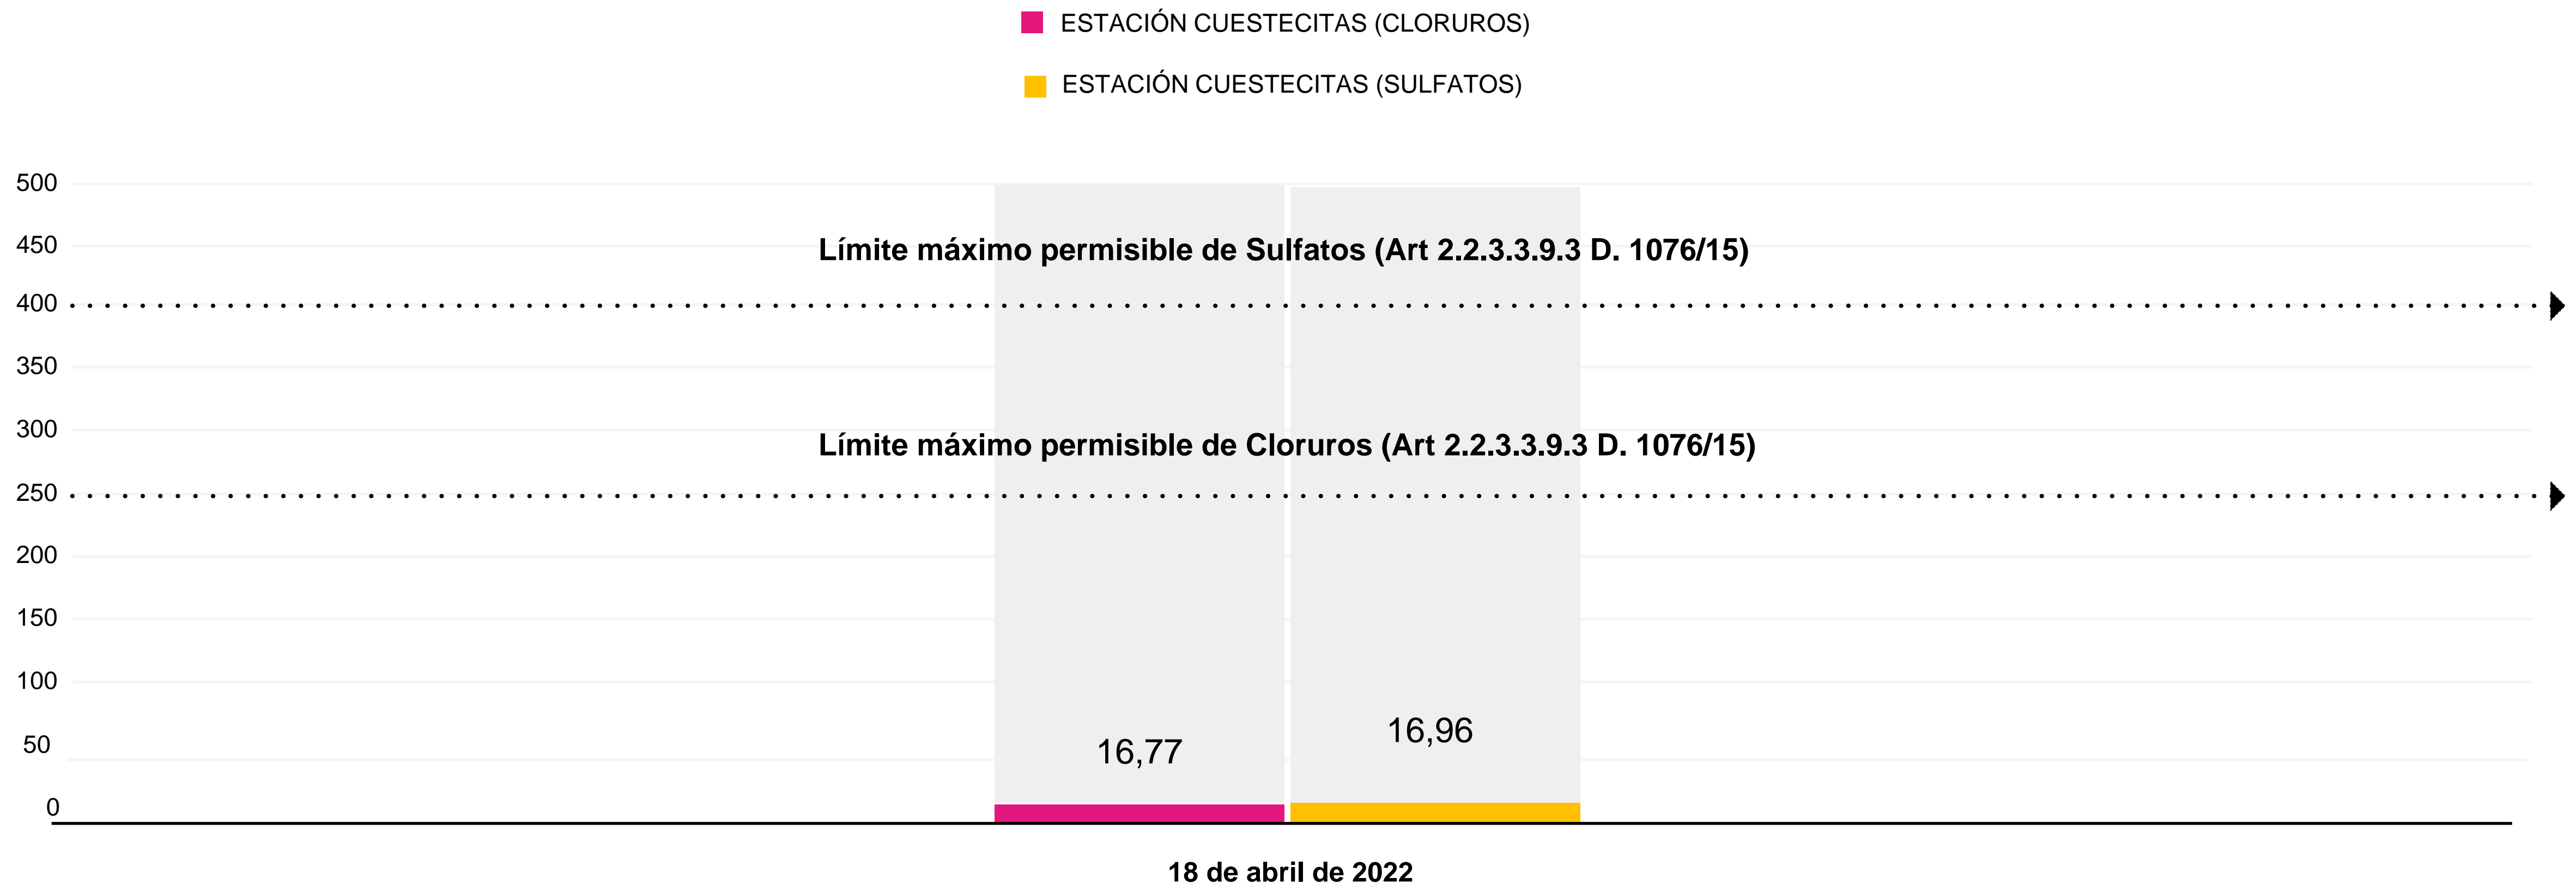 ESTACIÓN CUESTECITAS (CLORUROS)
ESTACIÓN CUESTECITAS (SULFATOS)
500
450
Límite máximo permisible de Sulfatos (Art 2.2.3.3.9.3 D. 1076/15)
400
350
300
Límite máximo permisible de Cloruros (Art 2.2.3.3.9.3 D. 1076/15)
250
200
150
100
50
16,77
16,96
0
18 de abril de 2022